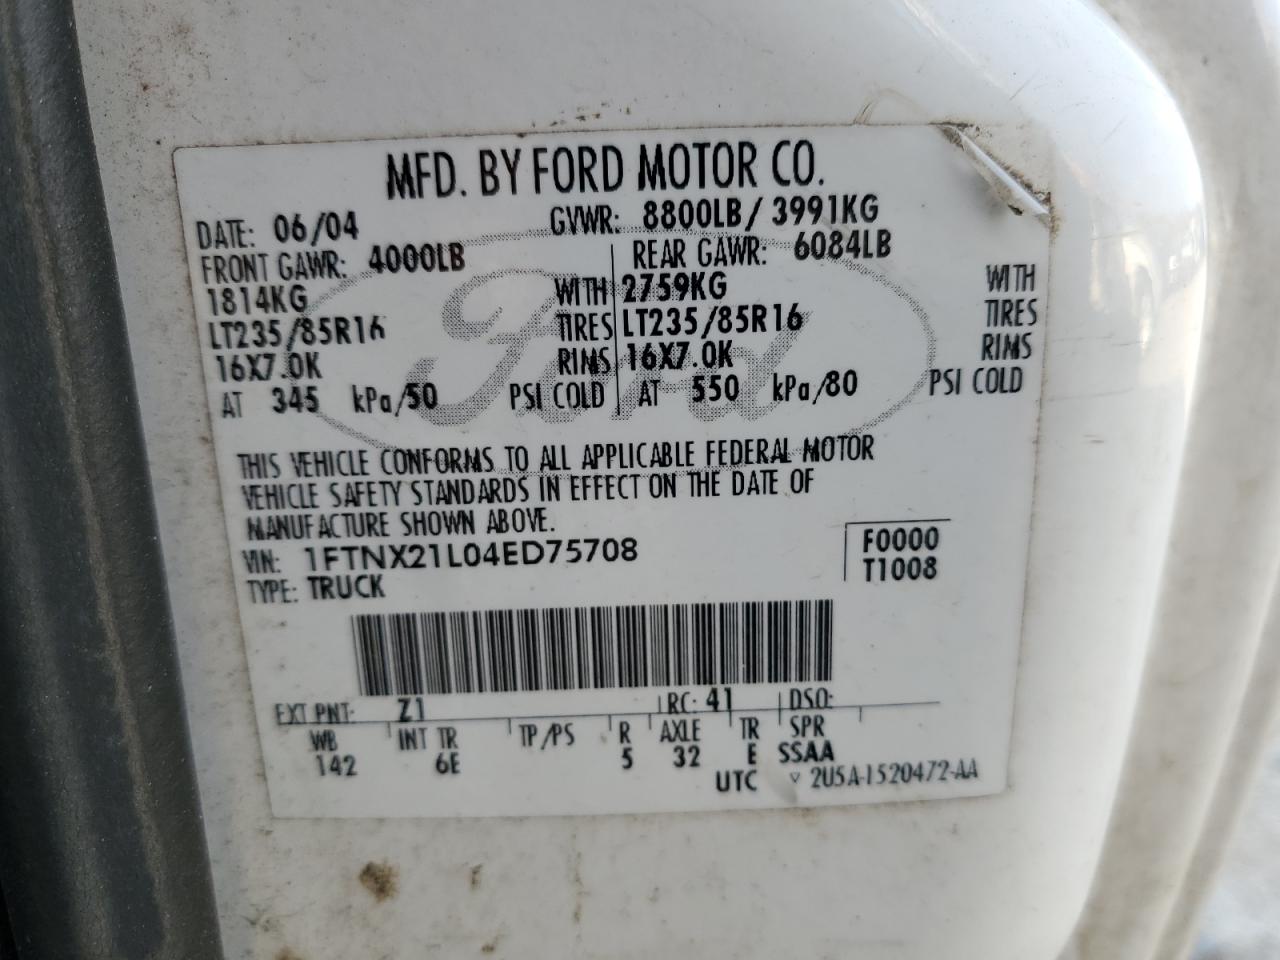 MFD. BY FORD MOTOR CO.
DATE: 06/04 GVWR: 8800LB/ 3991KG
FRONT GAWR: 4000LB REAR GAWR: 6084LB
1814KG WITH 2759KG WITH
LT235/85R16 TIRES LT235/85R16 TIRES
16X7.0K RIMS 16X7.0K RIMS
AT 345 kPa/50 PSI COLD AT 550 kPa/80 PSI COLD
Ford
THIS VEHICLE CONFORMS TO ALL APPLICABLE FEDERAL MOTOR
VEHICLE SAFETY STANDARDS IN EFFECT ON THE DATE OF
MANUFACTURE SHOWN ABOVE.
VIN: 1FTNX21L04ED75708 F0000
TYPE: TRUCK T1008
EXT PNT: Z1 RC: 41 DSO:
WB INT TR TP/PS R AXLE TR SPR
142 6E 5 32 E SSAA
UTC ▽ 2U5A-1520472-AA